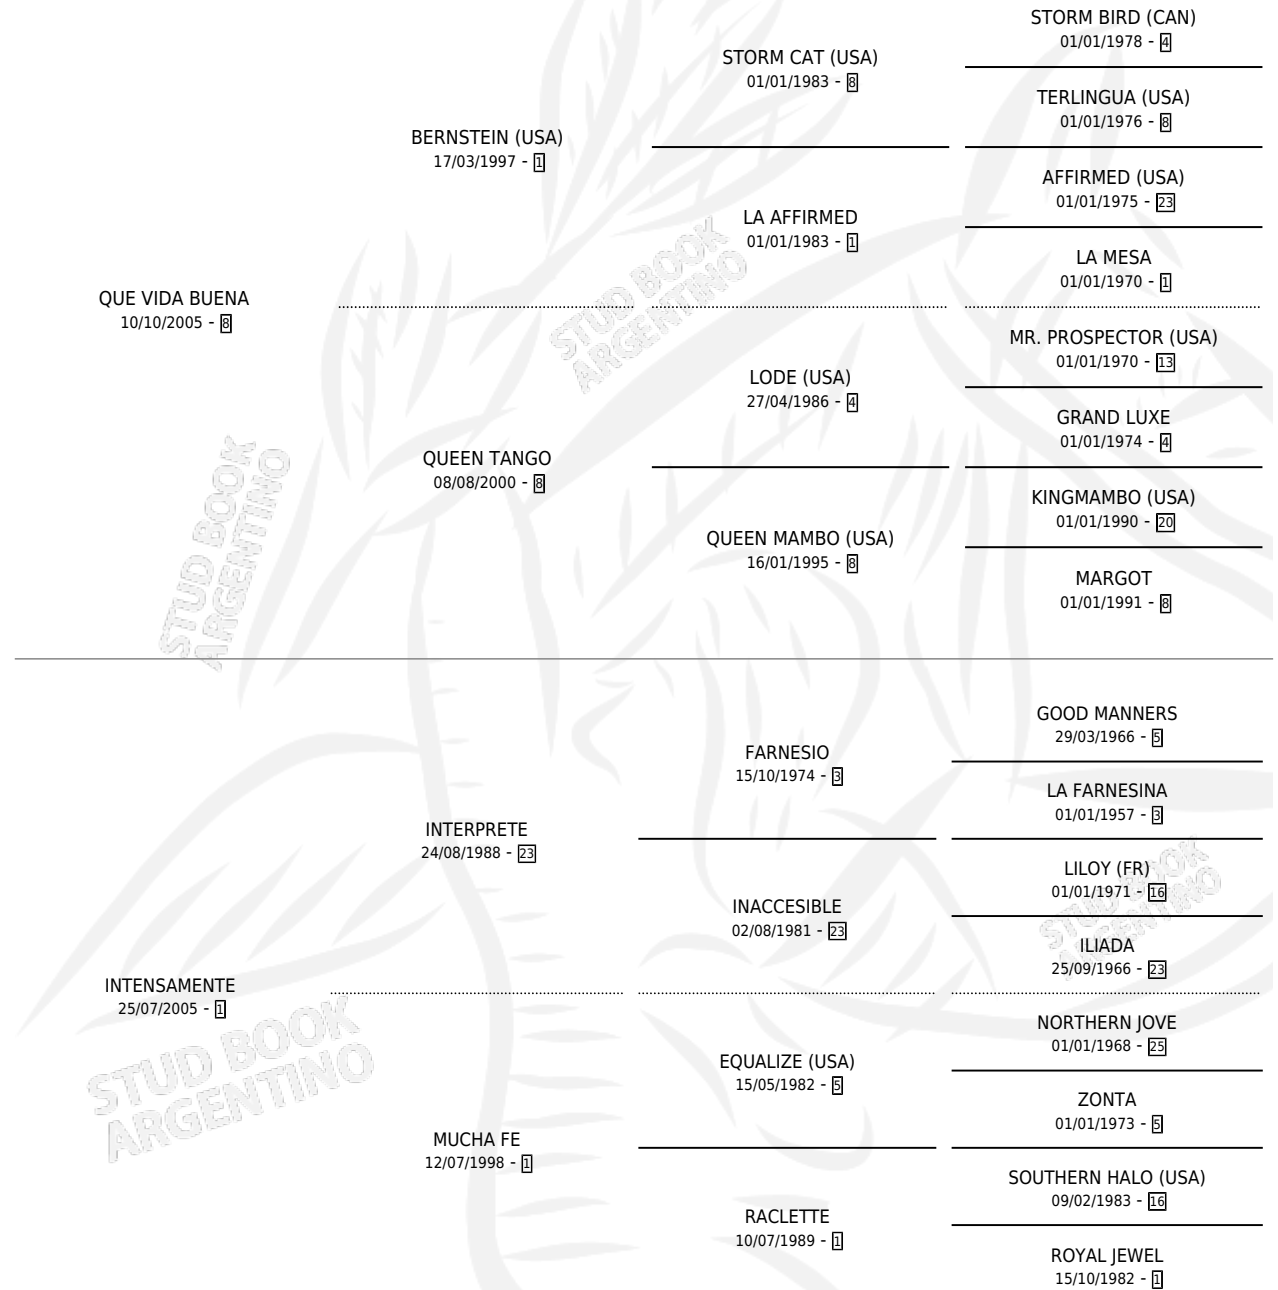 STORM BIRD (CAN)
01/01/1978 - 4
STORM CAT (USA)
01/01/1983 - 8
TERLINGUA (USA)
01/01/1976 - 8
BERNSTEIN (USA)
17/03/1997 - 1
AFFIRMED (USA)
01/01/1975 - 23
LA AFFIRMED
01/01/1983 - 1
LA MESA
01/01/1970 - 1
QUE VIDA BUENA
10/10/2005 - 8
MR. PROSPECTOR (USA)
01/01/1970 - 13
LODE (USA)
27/04/1986 - 4
GRAND LUXE
01/01/1974 - 4
QUEEN TANGO
08/08/2000 - 8
KINGMAMBO (USA)
01/01/1990 - 20
QUEEN MAMBO (USA)
16/01/1995 - 8
MARGOT
01/01/1991 - 8
STUD BOOK
ARGENTINO
STUD BOOK
ARGENTINO
GOOD MANNERS
29/03/1966 - 5
FARNESIO
15/10/1974 - 3
LA FARNESINA
01/01/1957 - 3
INTERPRETE
24/08/1988 - 23
LILOY (FR)
01/01/1971 - 16
INACCESIBLE
02/08/1981 - 23
ILIADA
25/09/1966 - 23
STUD BOOK
ARGENTINO
INTENSAMENTE
25/07/2005 - 1
NORTHERN JOVE
01/01/1968 - 25
EQUALIZE (USA)
15/05/1982 - 5
ZONTA
01/01/1973 - 5
STUD BOOK
ARGENTINO
MUCHA FE
12/07/1998 - 1
SOUTHERN HALO (USA)
09/02/1983 - 16
RACLETTE
10/07/1989 - 1
ROYAL JEWEL
15/10/1982 - 1